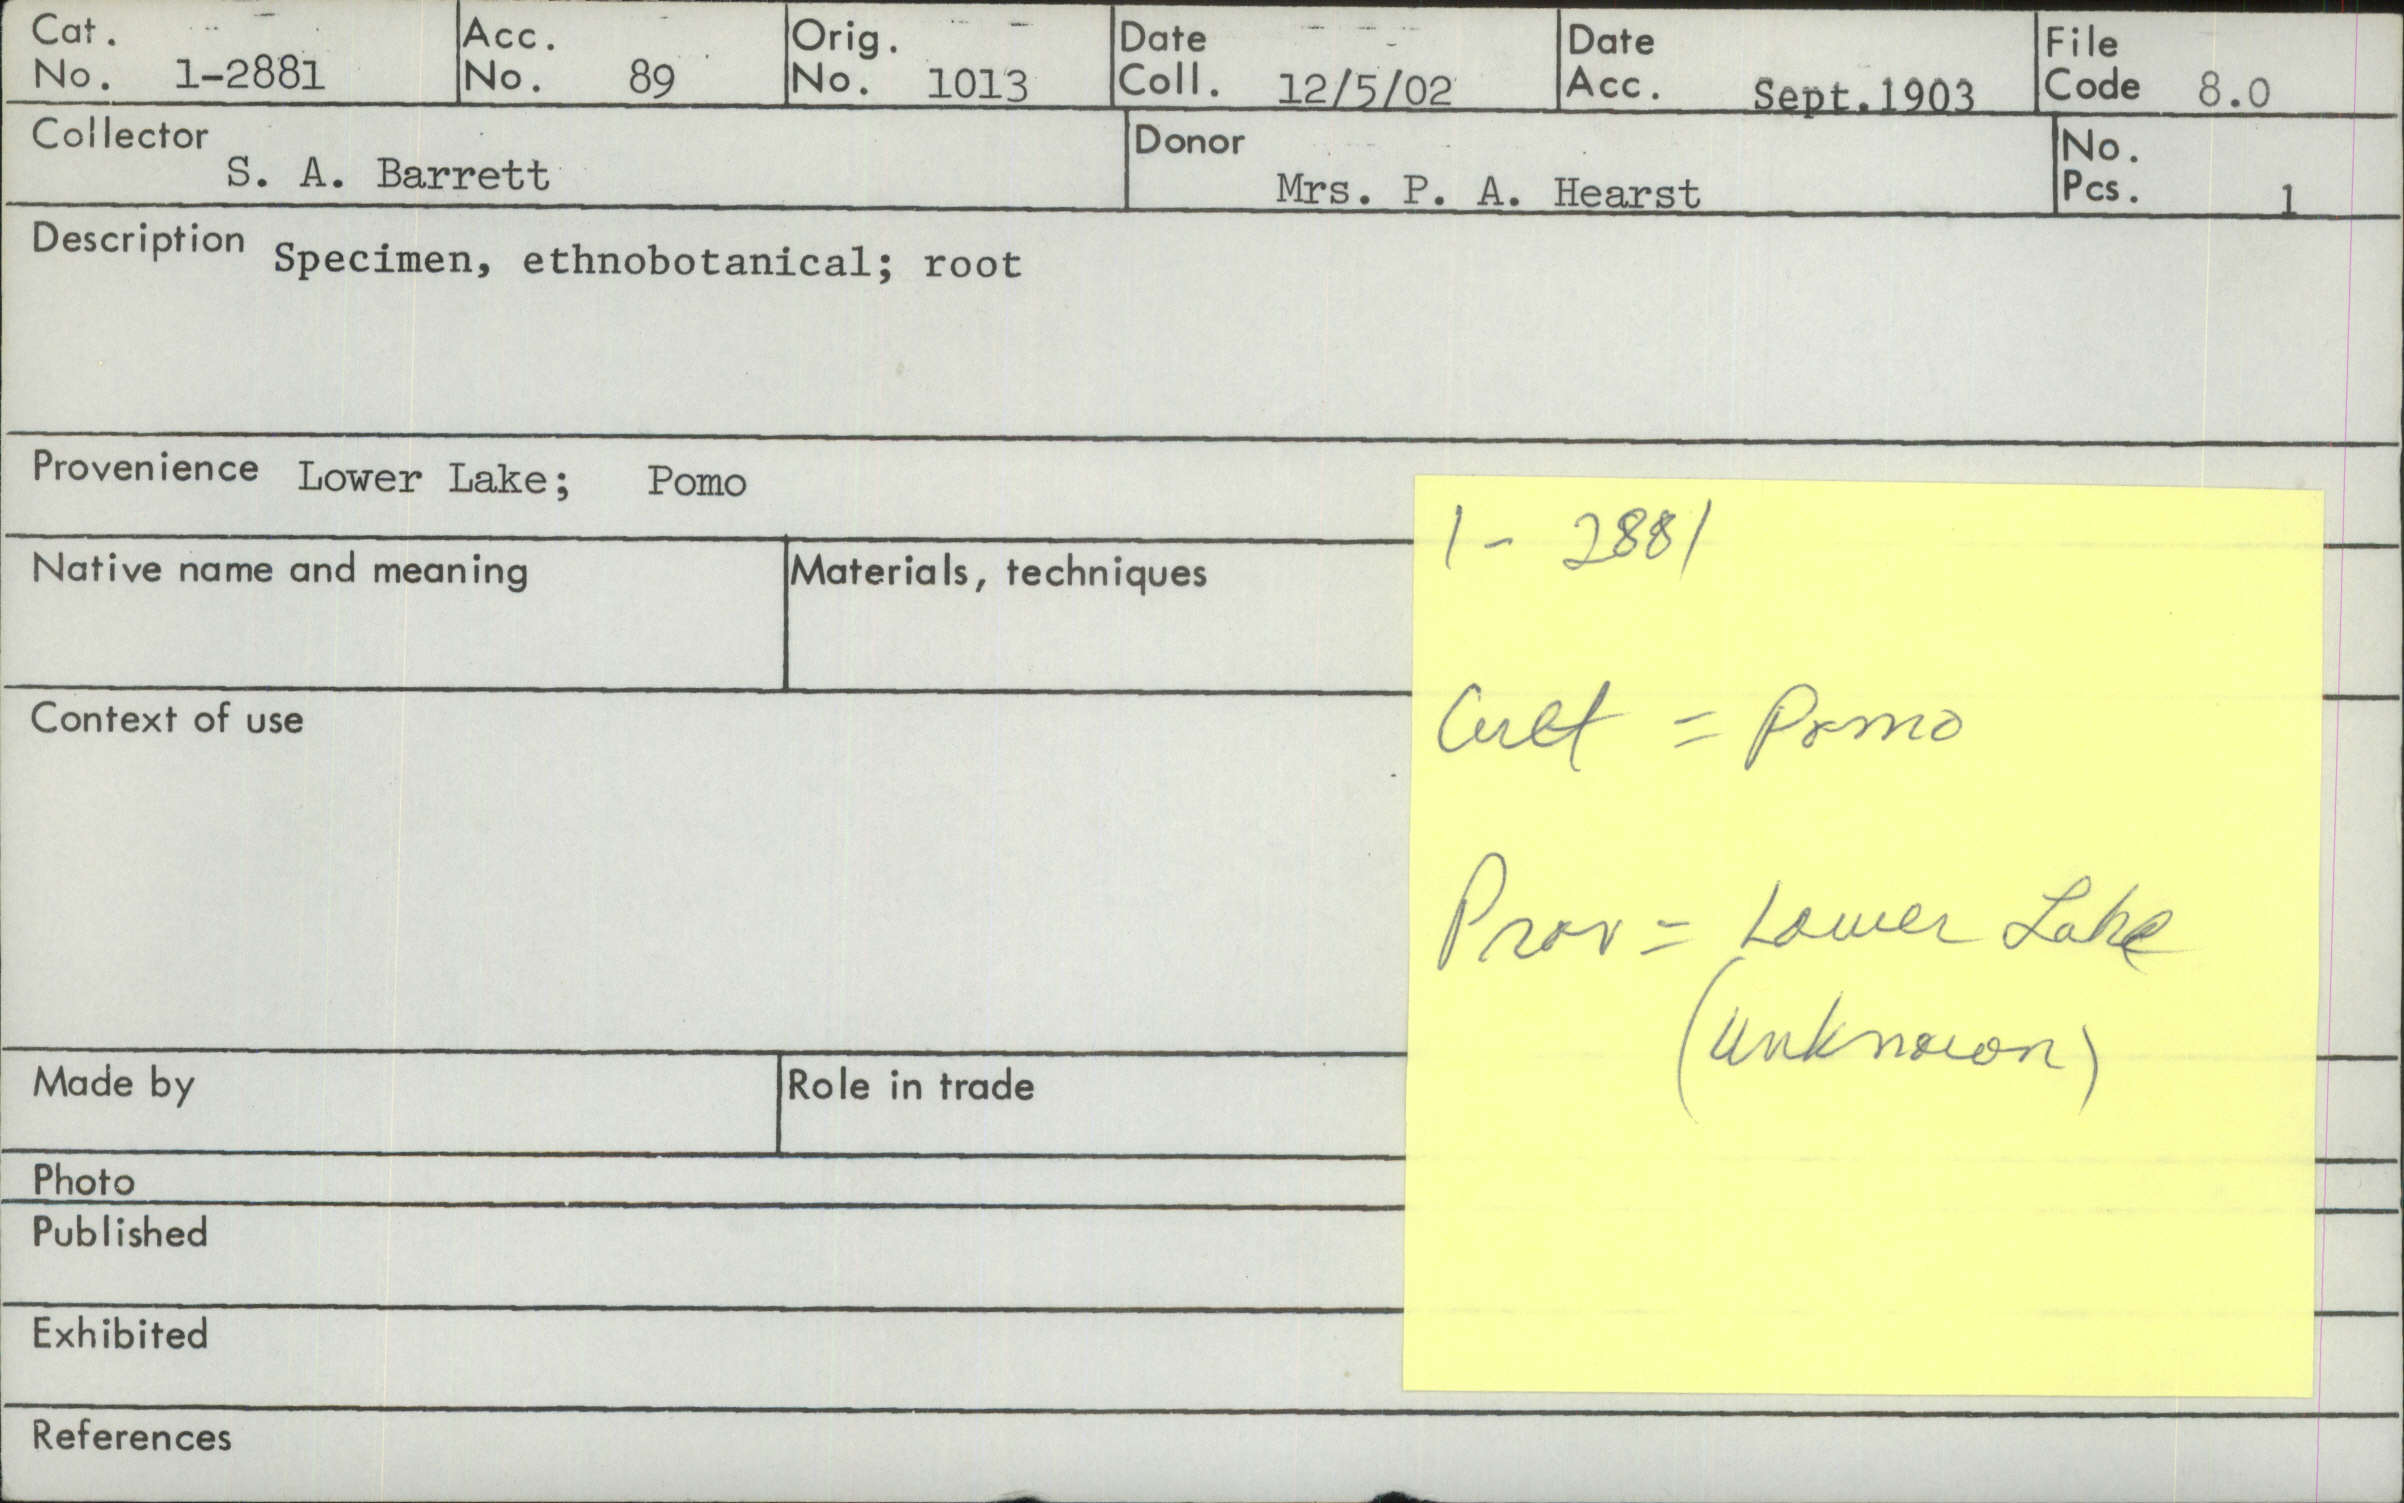 Cat. No. 1-2881
Acc. No. 89
Orig. No. 1013
Date Coll. 12/5/02
Date Acc. Sept.1903
File Code 8.0
Collector S. A. Barrett
Donor Mrs. P. A. Hearst
No. Pcs. 1
Description Specimen, ethnobotanical; root
Provenience Lower Lake; Pomo
Native name and meaning
Materials, techniques
Context of use
Made by
Role in trade
Photo
Published
Exhibited
References
1- 2881
Cult = Pomo
Prov = Lower Lake
(Unknown)